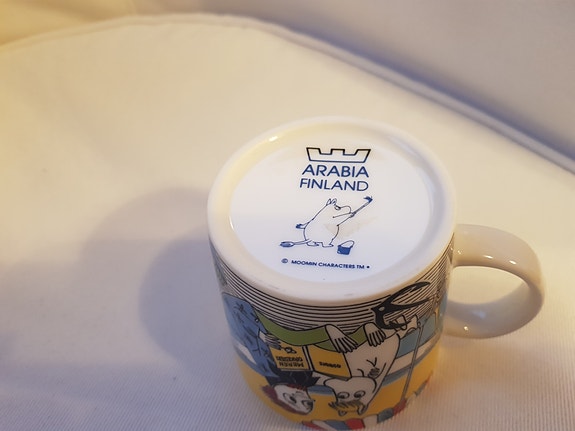 ARABIA
FINLAND
© MOOMIN CHARACTERS TM •